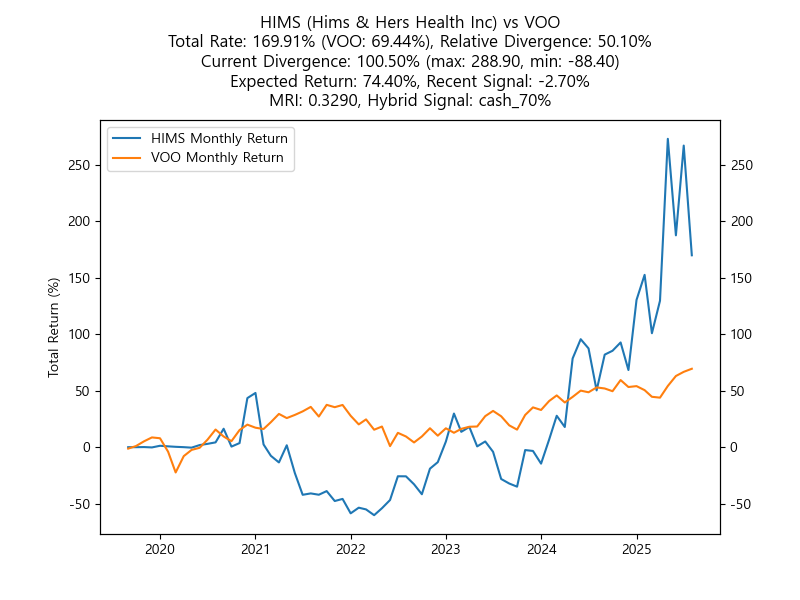 HIMS (Hims & Hers Health Inc) vs VOO
Total Rate: 169.91% (VOO: 69.44%), Relative Divergence: 50.10%
Current Divergence: 100.50% (max: 288.90, min: -88.40)
Expected Return: 74.40%, Recent Signal: -2.70%
MRI: 0.3290, Hybrid Signal: cash_70%
HIMS Monthly Return
VOO Monthly Return
Total Return (%)
250
200
150
100
50
0
-50
250
200
150
100
50
0
-50
2020 2021 2022 2023 2024 2025